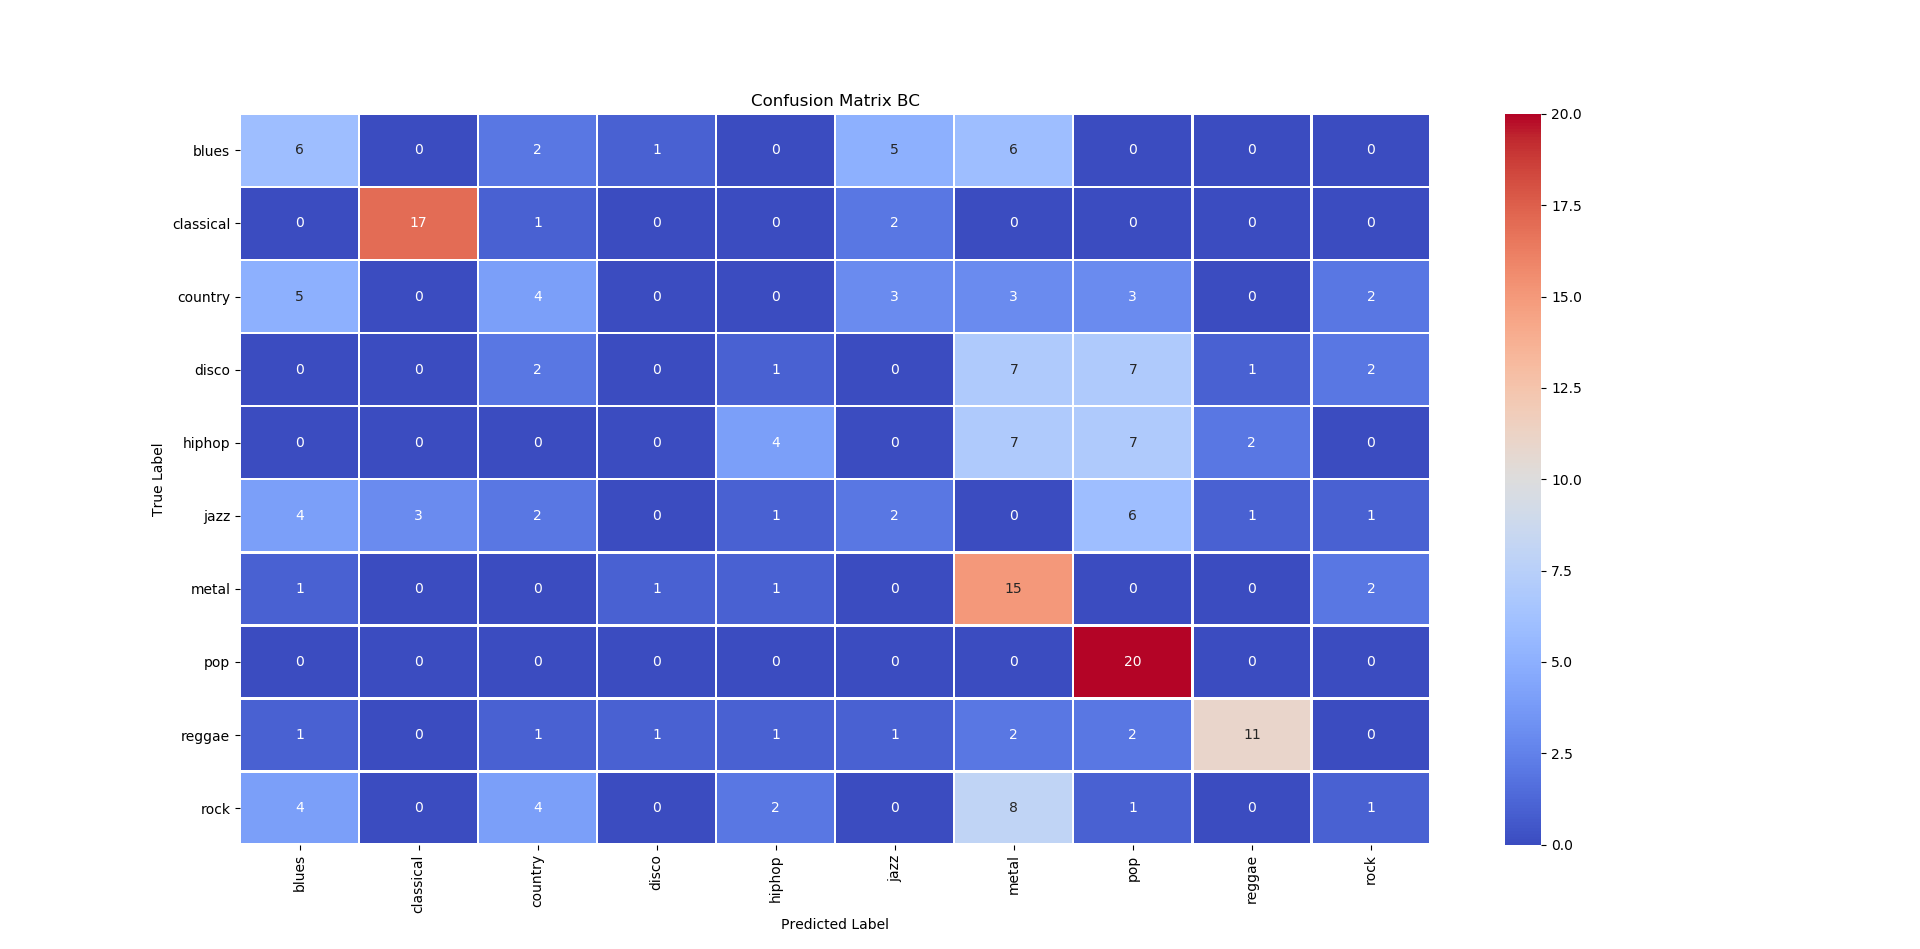 Confusion Matrix BC
blues 6 0 2 1 0 5 6 0 0 0
classical 0 17 1 0 0 2 0 0 0 0
country 5 0 4 0 0 3 3 3 0 2
disco 0 0 2 0 1 0 7 7 1 2
hiphop 0 0 0 0 4 0 7 7 2 0
jazz 4 3 2 0 1 2 0 6 1 1
metal 1 0 0 1 1 0 15 0 0 2
pop 0 0 0 0 0 0 0 20 0 0
reggae 1 0 1 1 1 1 2 2 11 0
rock 4 0 4 0 2 0 8 1 0 1
True Label
blues classical country disco hiphop jazz metal pop reggae rock
Predicted Label
20.0
17.5
15.0
12.5
10.0
7.5
5.0
2.5
0.0